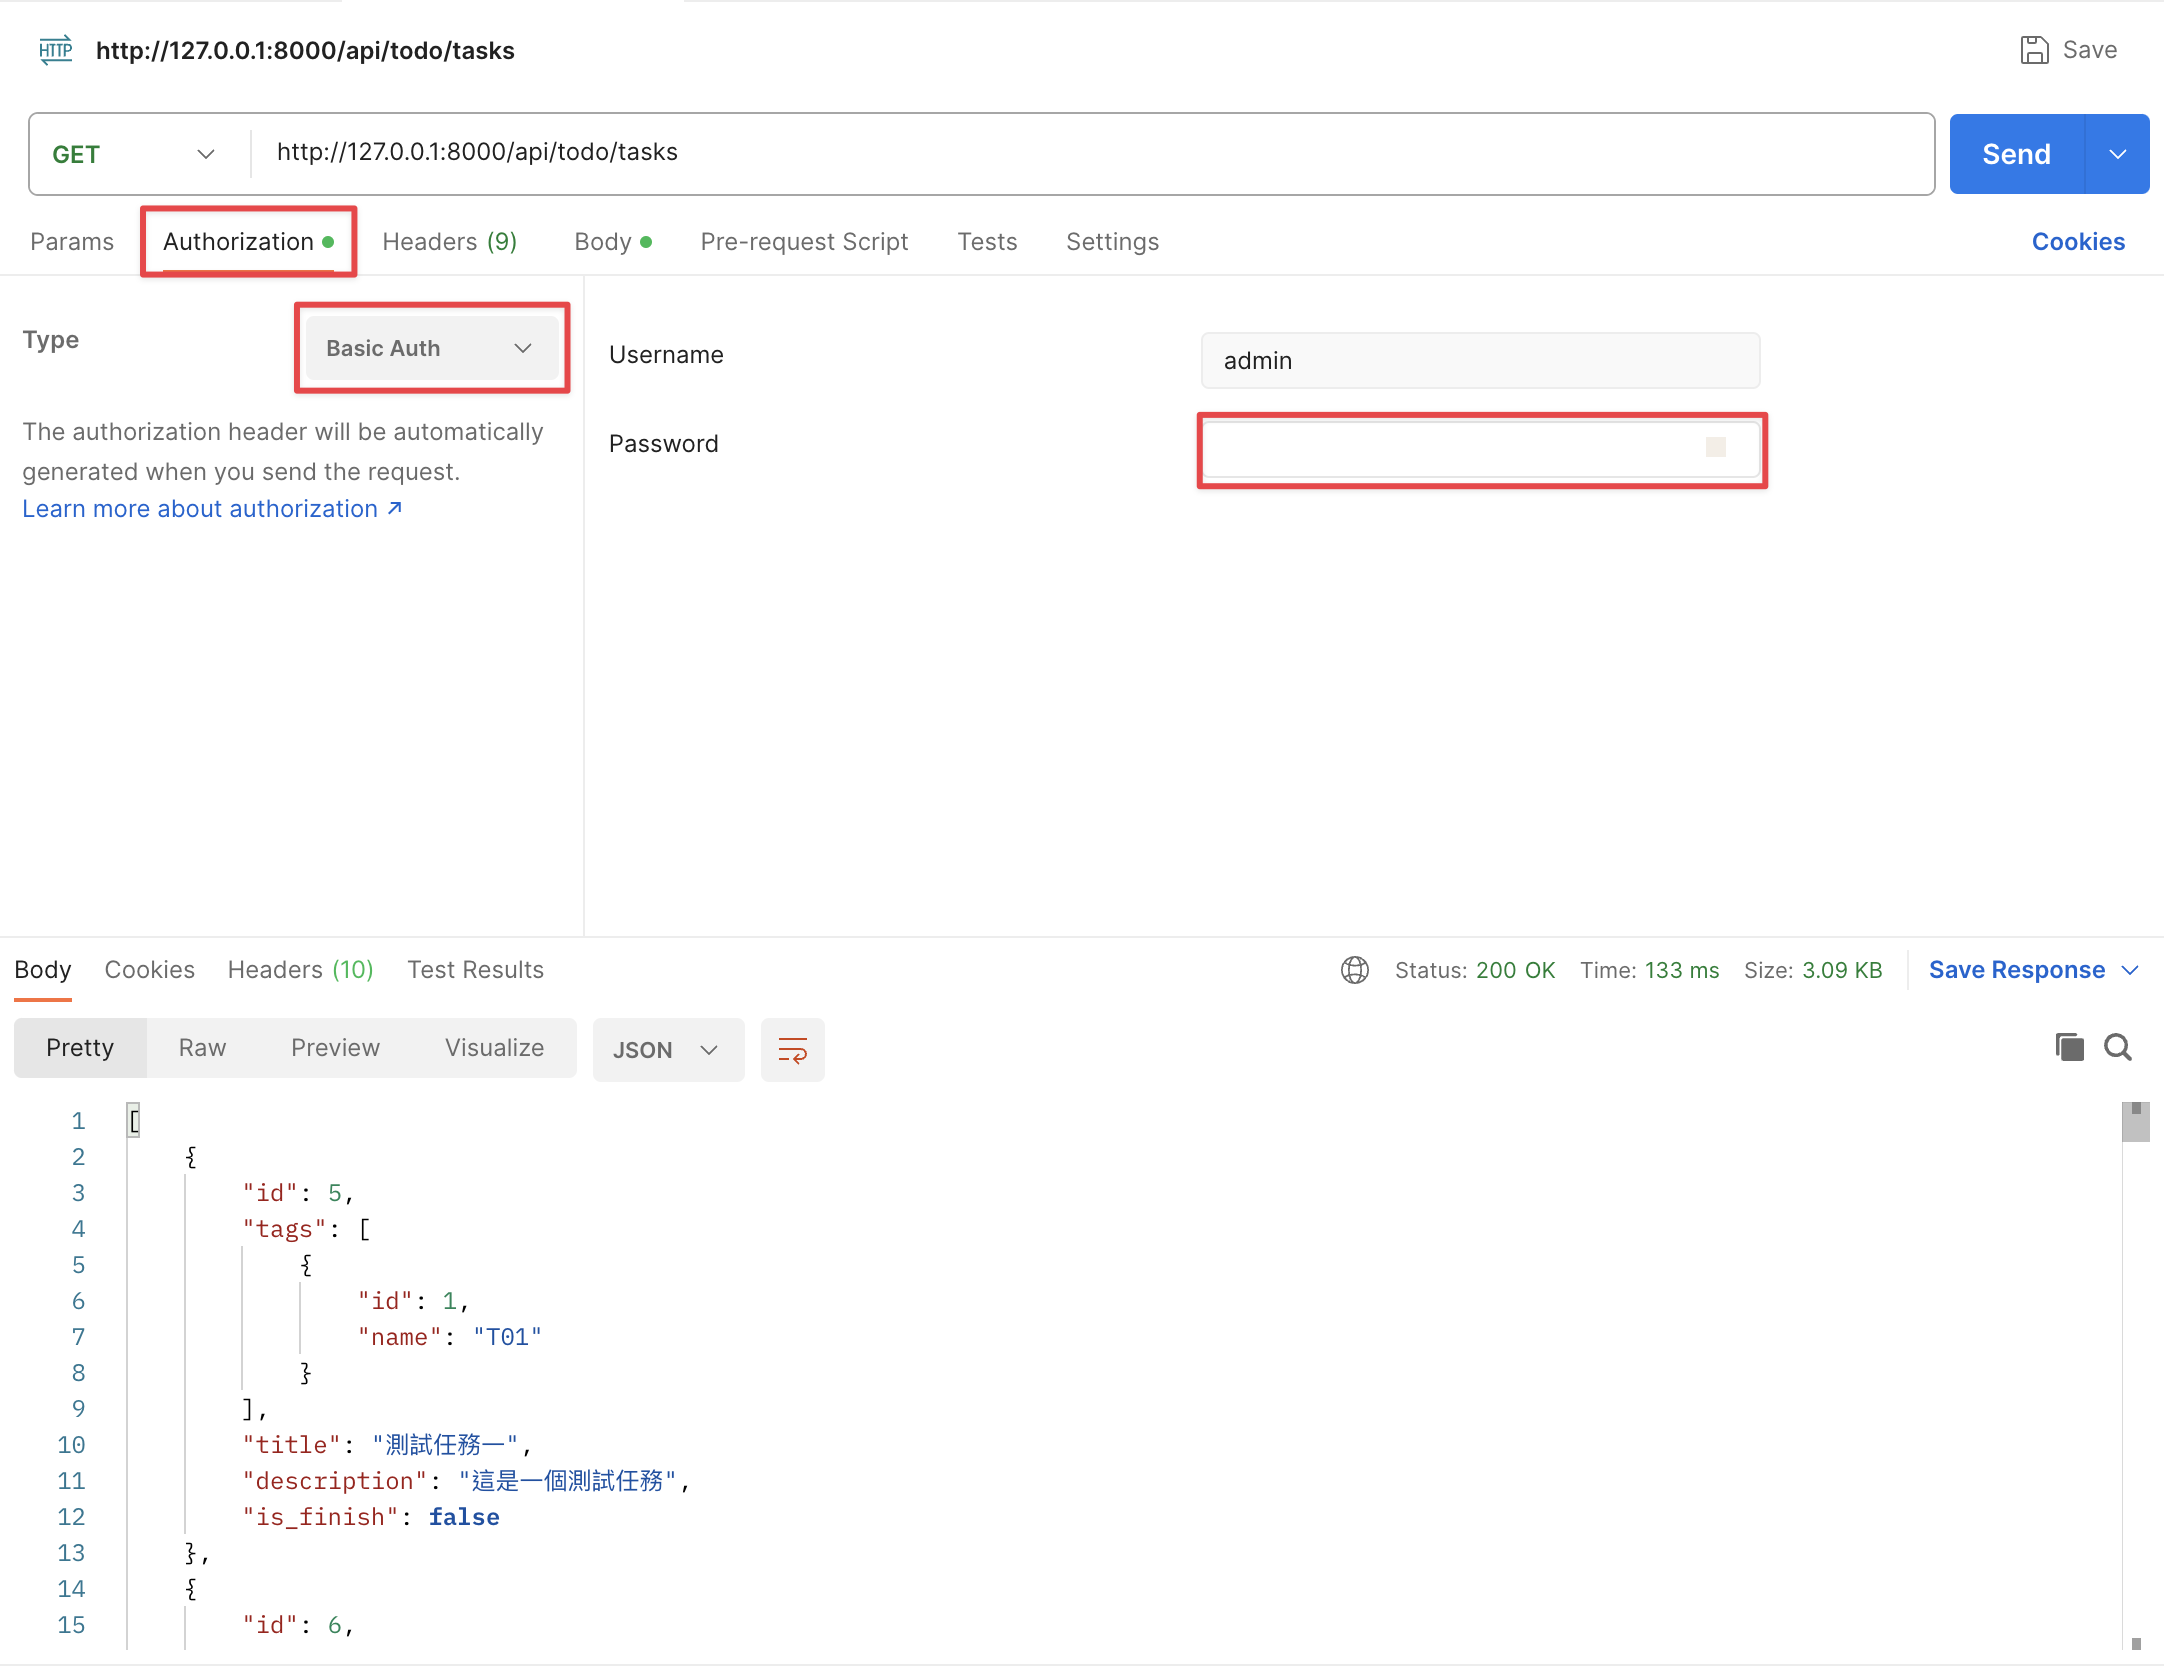 HTTP http://127.0.0.1:8000/api/todo/tasks Save
GET http://127.0.0.1:8000/api/todo/tasks Send
Params Authorization Headers (9) Body Pre-request Script Tests Settings Cookies
Type Basic Auth
The authorization header will be automatically
generated when you send the request.
Learn more about authorization ↗
Username admin
Password
Body Cookies Headers (10) Test Results Status: 200 OK Time: 133 ms Size: 3.09 KB Save Response
Pretty Raw Preview Visualize JSON
1 [
2 {
3 "id": 5,
4 "tags": [
5 {
6 "id": 1,
7 "name": "T01"
8 }
9 ],
10 "title": "測試任務一",
11 "description": "這是一個測試任務",
12 "is_finish": false
13 },
14 {
15 "id": 6,